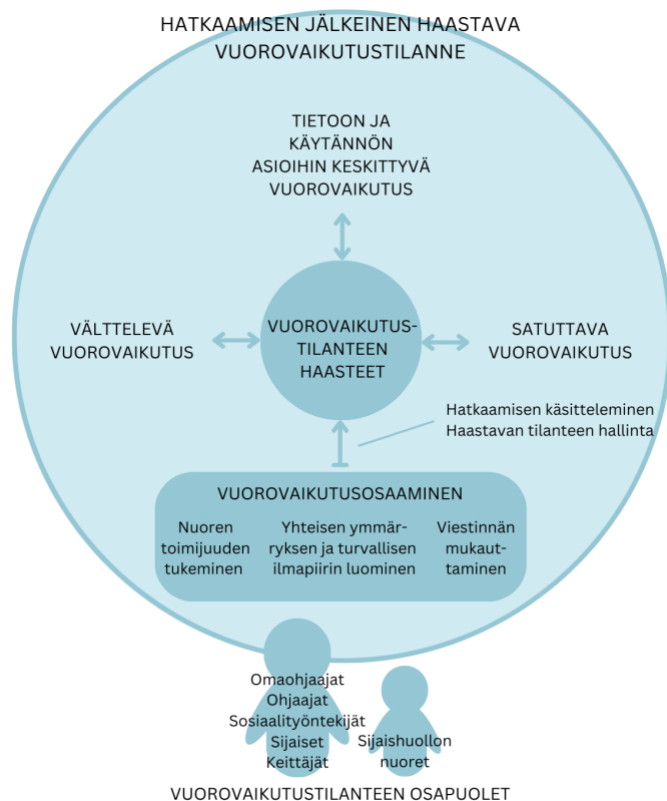 HATKAAMISEN JÄLKEINEN HAASTAVA
VUOROVAIKUTUSTILANNE
TIETOON JA
KÄYTÄNNÖN
ASIOIHIN KESKITTYVÄ
VUOROVAIKUTUS
VÄLTTELEVÄ
VUOROVAIKUTUS
VUOROVAIKUTUS-
TILANTEEN
HAASTEET
SATUTTAVA
VUOROVAIKUTUS
Hatkaamisen käsitteleminen
Haastavan tilanteen hallinta
VUOROVAIKUTUSOSAAMINEN
Nuoren
toimijuuden
tukeminen
Yhteisen ymmär-
ryksen ja turvallisen
ilmapiirin luominen
Viestinnän
mukaut-
taminen
Omaohjaajat
Ohjaajat
Sosiaalityöntekijät
Sijaiset
Keittäjät
Sijaishuollon
nuoret
VUOROVAIKUTUSTILANTEEN OSAPUOLET